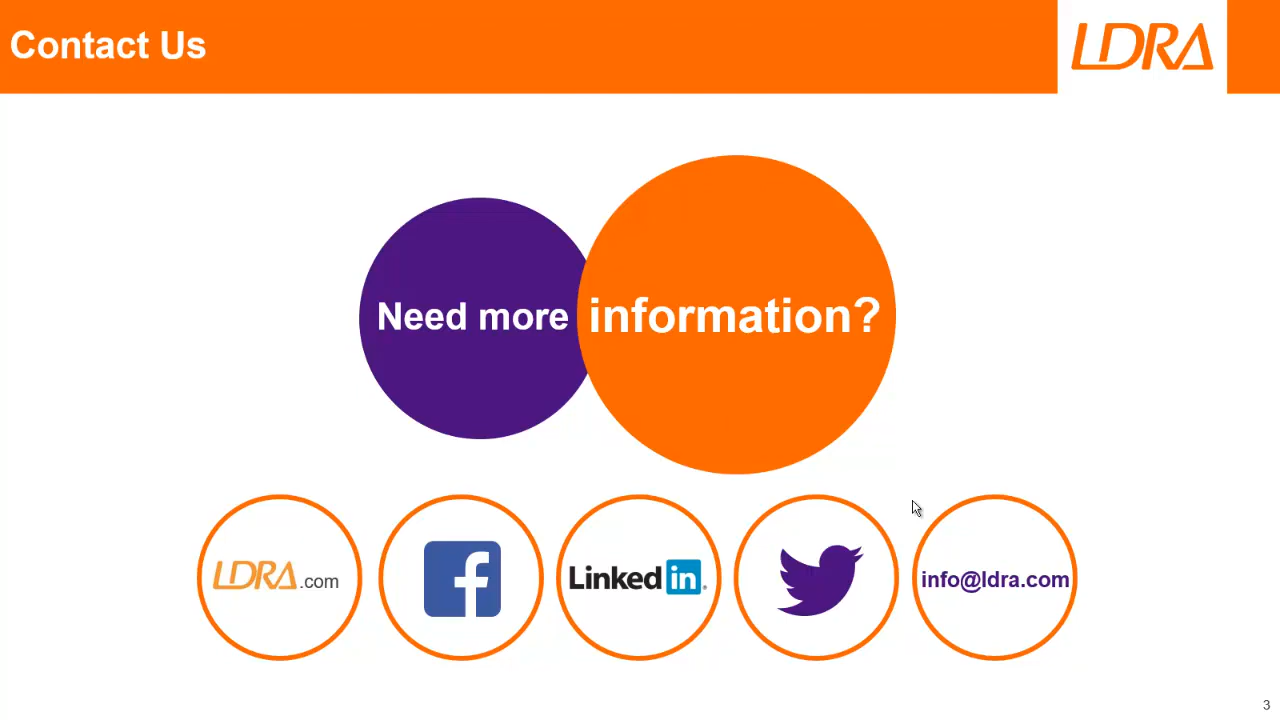 Contact Us
LDRA
Need more information?
LDRA.com
f
Linked in
info@ldra.com
3